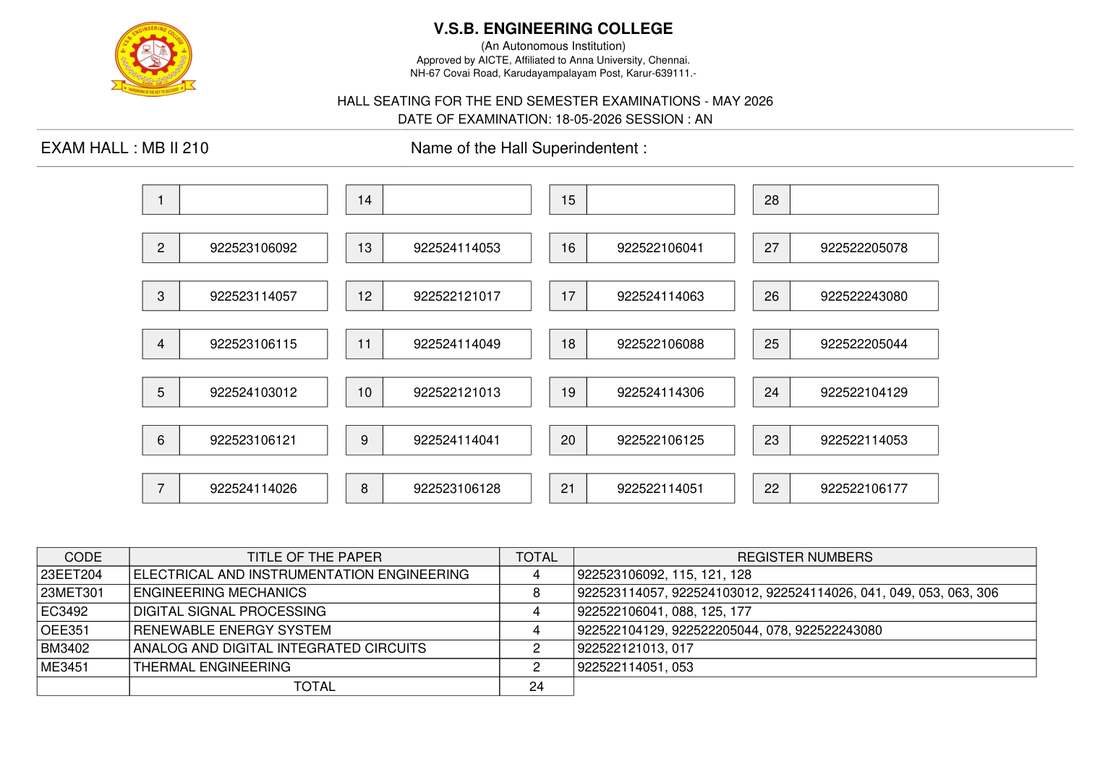 V.S.B. ENGINEERING COLLEGE
(An Autonomous Institution)
Approved by AICTE, Affiliated to Anna University, Chennai.
NH-67 Covai Road, Karudayampalayam Post, Karur-639111.-
HALL SEATING FOR THE END SEMESTER EXAMINATIONS - MAY 2026
DATE OF EXAMINATION: 18-05-2026 SESSION : AN
EXAM HALL : MB II 210 Name of the Hall Superindentent :
1 14 15 28
2 922523106092 13 922524114053 16 922522106041 27 922522205078
3 922523114057 12 922522121017 17 922524114063 26 922522243080
4 922523106115 11 922524114049 18 922522106088 25 922522205044
5 922524103012 10 922522121013 19 922524114306 24 922522104129
6 922523106121 9 922524114041 20 922522106125 23 922522114053
7 922524114026 8 922523106128 21 922522114051 22 922522106177
CODE TITLE OF THE PAPER TOTAL REGISTER NUMBERS
23EET204 ELECTRICAL AND INSTRUMENTATION ENGINEERING 4 922523106092, 115, 121, 128
23MET301 ENGINEERING MECHANICS 8 922523114057, 922524103012, 922524114026, 041, 049, 053, 063, 306
EC3492 DIGITAL SIGNAL PROCESSING 4 922522106041, 088, 125, 177
OEE351 RENEWABLE ENERGY SYSTEM 4 922522104129, 922522205044, 078, 922522243080
BM3402 ANALOG AND DIGITAL INTEGRATED CIRCUITS 2 922522121013, 017
ME3451 THERMAL ENGINEERING 2 922522114051, 053
TOTAL 24